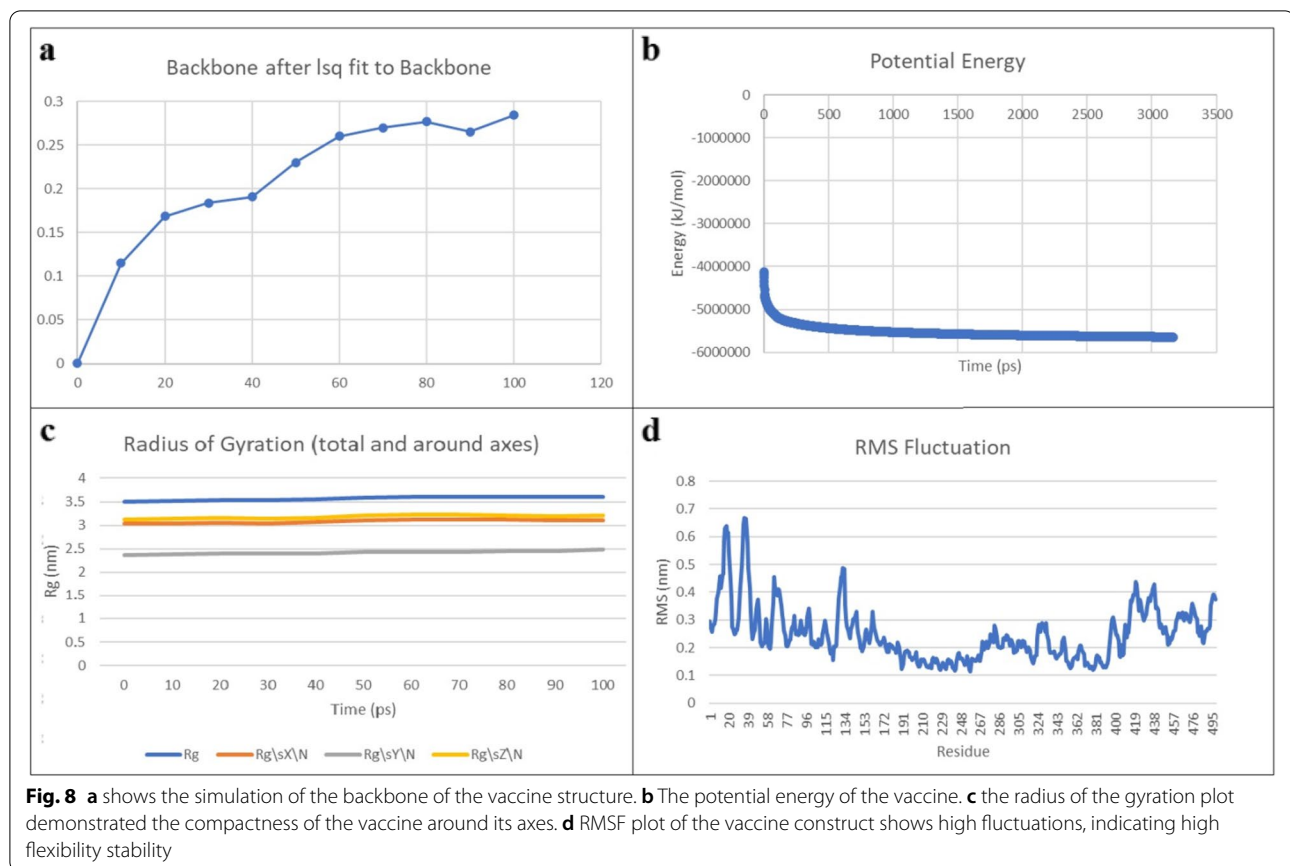 a
Backbone after lsq fit to Backbone
0.3
0.25
0.2
0.15
0.1
0.05
0
0 20 40 60 80 100 120
b
Potential Energy
0
0 500 1000 1500 2000 2500 3000 3500
-1000000
-2000000
-3000000
-4000000
-5000000
-6000000
Energy (kJ/mol)
Time (ps)
c
Radius of Gyration (total and around axes)
4
3.5
3
2.5
2
1.5
1
0.5
0
Rg (nm)
0 10 20 30 40 50 60 70 80 90 100
Time (ps)
Rg Rg\sX\N Rg\sY\N Rg\sZ\N
d
RMS Fluctuation
0.8
0.7
0.6
0.5
0.4
0.3
0.2
0.1
0
RMS (nm)
1 20 39 58 77 96 115 134 153 172 191 210 229 248 267 286 305 324 343 362 381 400 419 438 457 476 495
Residue
Fig. 8 a shows the simulation of the backbone of the vaccine structure. b The potential energy of the vaccine. c the radius of the gyration plot
demonstrated the compactness of the vaccine around its axes. d RMSF plot of the vaccine construct shows high fluctuations, indicating high
flexibility stability